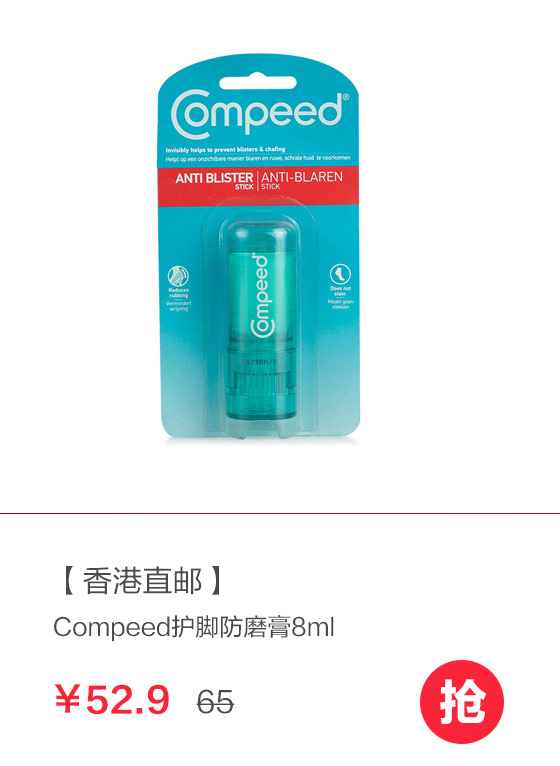 Compeed®
Invisibly helps to prevent blisters & chafing
Helpt op een onzichtbare manier blaren en ruwe, schrale huid te voorkomen
ANTI BLISTER STICK | ANTI-BLAREN STICK
Compeed®
Reduces
rubbing
Vermindert
wrijving
Does not
stain
Maakt geen
vlekken
【香港直邮】
Compeed护脚防磨膏8ml
¥52.9 65
抢